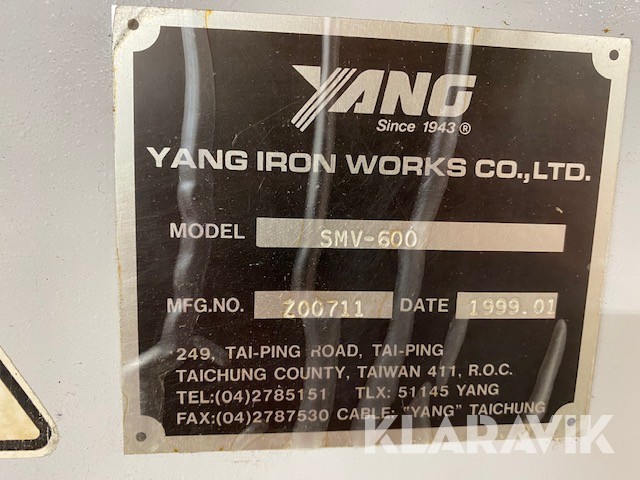 YANG
Since 1943 ®
YANG IRON WORKS CO.,LTD.
MODEL SMV-600
MFG.NO. Z00711 DATE 1999.01
249, TAI-PING ROAD, TAI-PING
TAICHUNG COUNTY, TAIWAN 411, R.O.C.
TEL:(04)2785151 TLX: 51145 YANG
FAX:(04)2787530 CABLE: "YANG" TAICHUNG
KLARAVIK